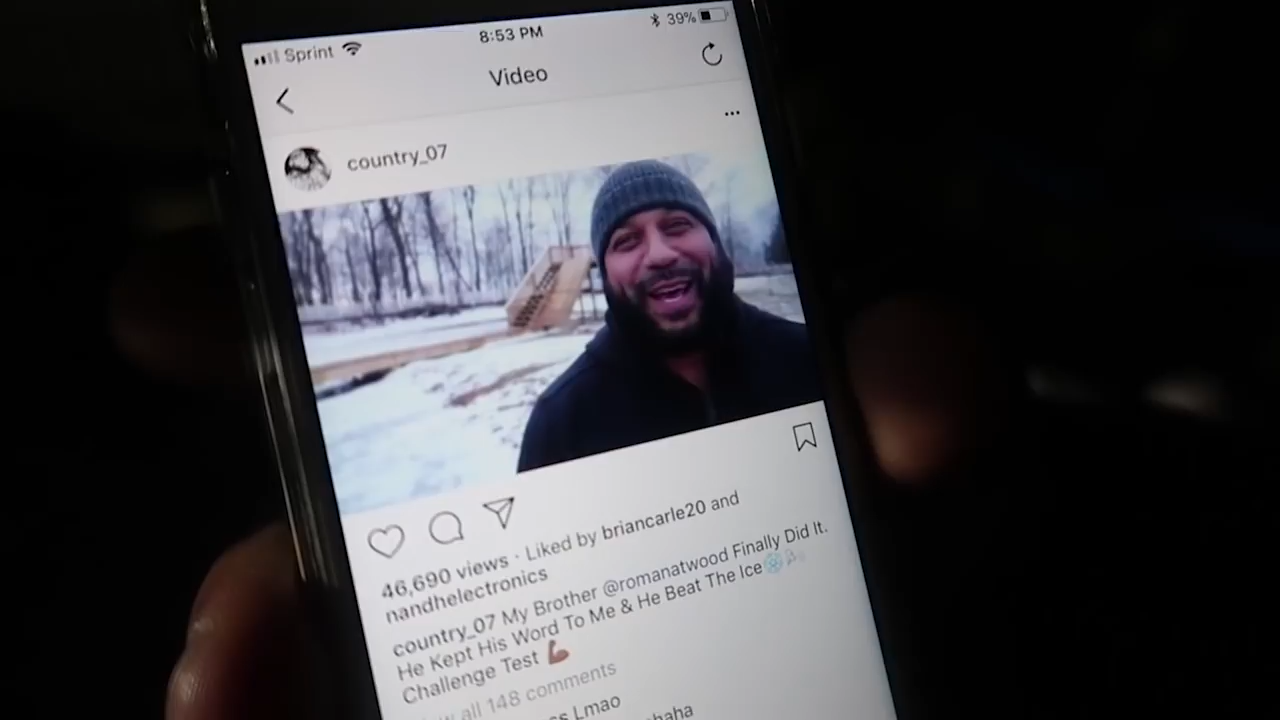 Sprint 8:53 PM 39%
Video
country_07
46,690 views · Liked by briancarle20 and
nandhelectronics
country_07 My Brother @romanatwood Finally Did It.
He Kept His Word To Me & He Beat The Ice❄️🌬️
Challenge Test 💪🏾
all 148 comments
Lmao